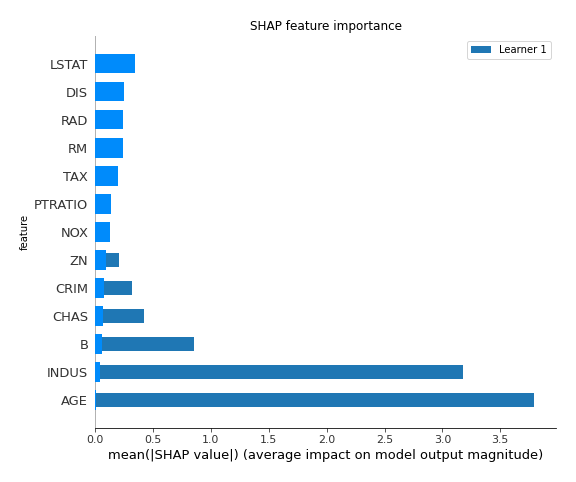 SHAP feature importance
Learner 1
LSTAT
DIS
RAD
RM
TAX
PTRATIO
NOX
ZN
CRIM
CHAS
B
INDUS
AGE
feature
0.0 0.5 1.0 1.5 2.0 2.5 3.0 3.5
mean(|SHAP value|) (average impact on model output magnitude)